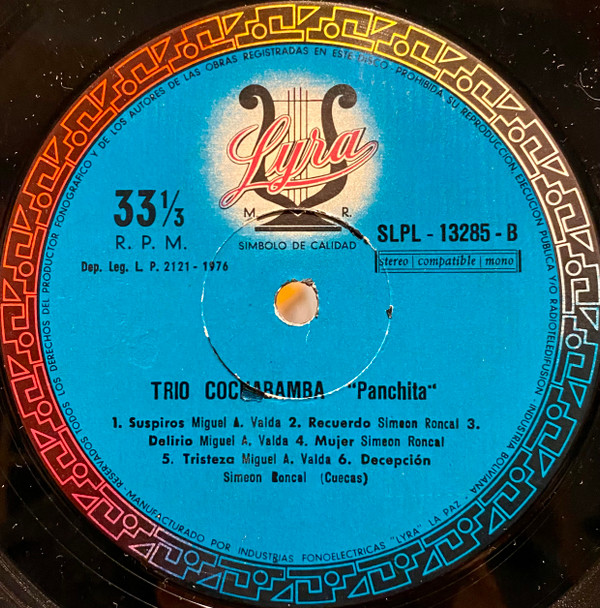 RESERVADOS TODOS LOS DERECHOS DEL PRODUCTOR FONOGRAFICO Y DE LOS AUTORES DE LAS OBRAS REGISTRADAS EN ESTE DISCO - PROHIBIDA SU REPRODUCCION, EJECUCION PUBLICA Y/O RADIOTELEDIFUSION - INDUSTRIA BOLIVIANA
Lyra
M. R.
SIMBOLO DE CALIDAD
33 1/3
R. P. M.
SLPL - 13285 - B
stereo | compatible | mono
Dep. Leg. L. P. 2121 - 1976
TRIO COCHABAMBA "Panchita"
1. Suspiros Miguel A. Valda 2. Recuerdo Simeon Roncal 3.
Delirio Miguel A. Valda 4. Mujer Simeon Roncal
5. Tristeza Miguel A. Valda 6. Decepción
Simeon Roncal (Cuecas)
MANUFACTURADO POR INDUSTRIAS FONOELECTRICAS "LYRA" LA PAZ